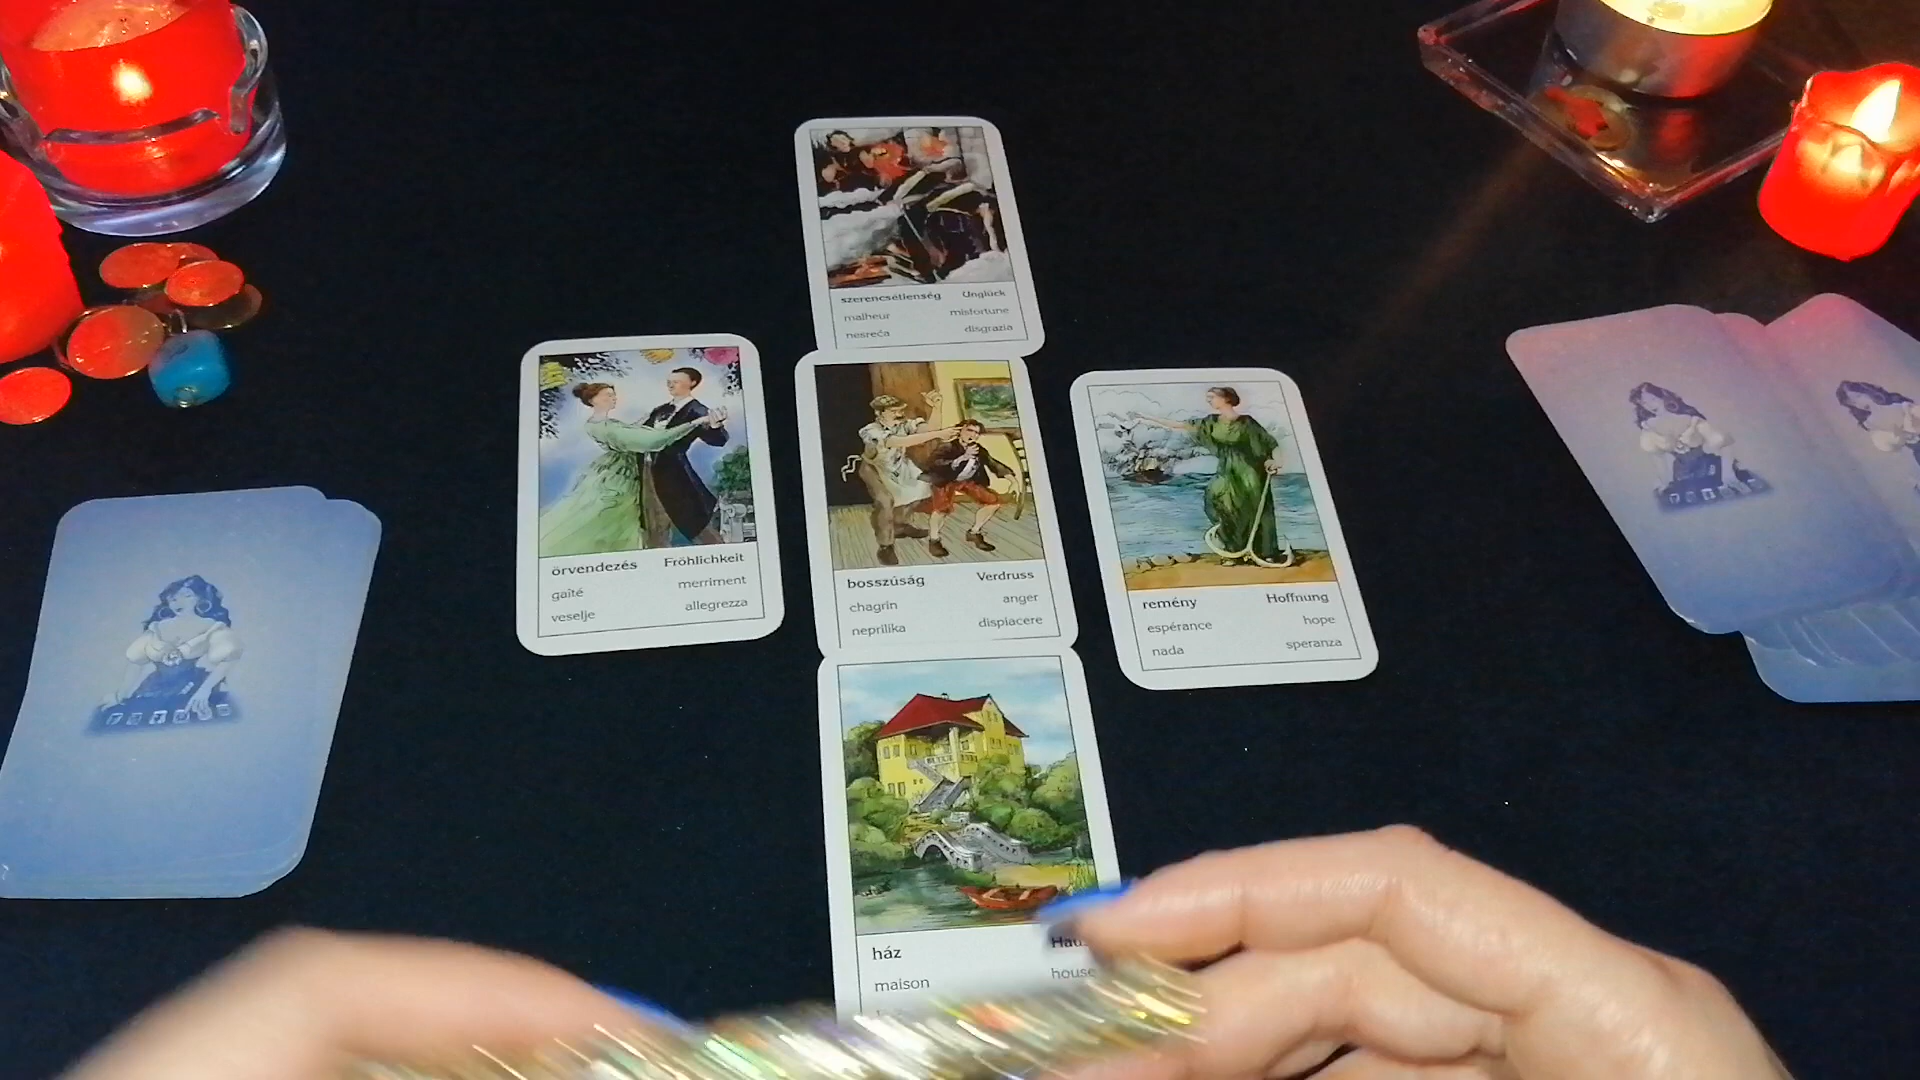 szerencsétlenség Unglück
malheur misfortune
nesreća disgrazia
örvendezés Fröhlichkeit
gaîté merriment
veselje allegrezza
bosszúság Verdruss
chagrin anger
neprilika dispiacere
remény Hoffnung
espérance hope
nada speranza
ház
maison house